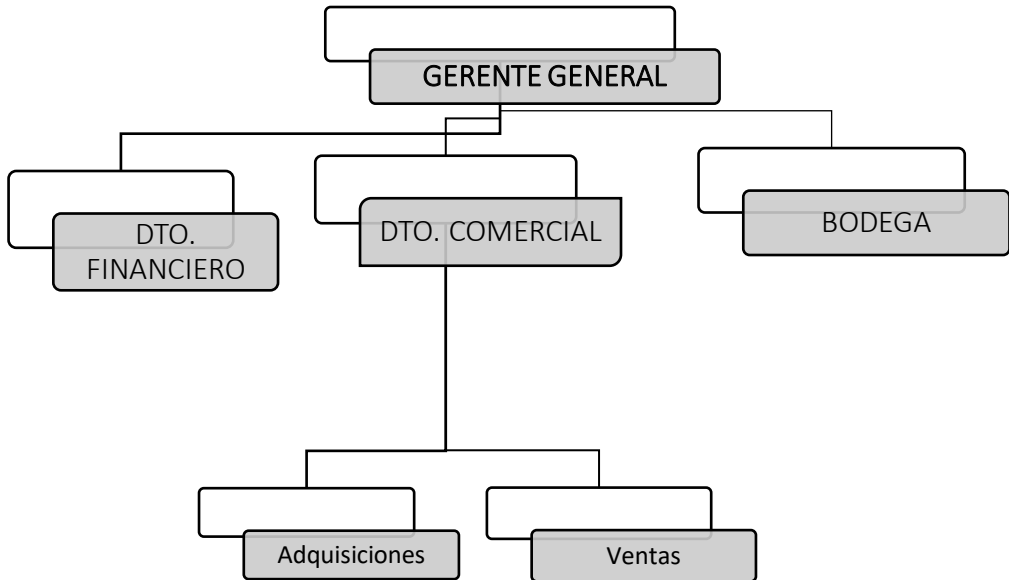 GERENTE GENERAL
DTO.
FINANCIERO
DTO. COMERCIAL
BODEGA
Adquisiciones
Ventas